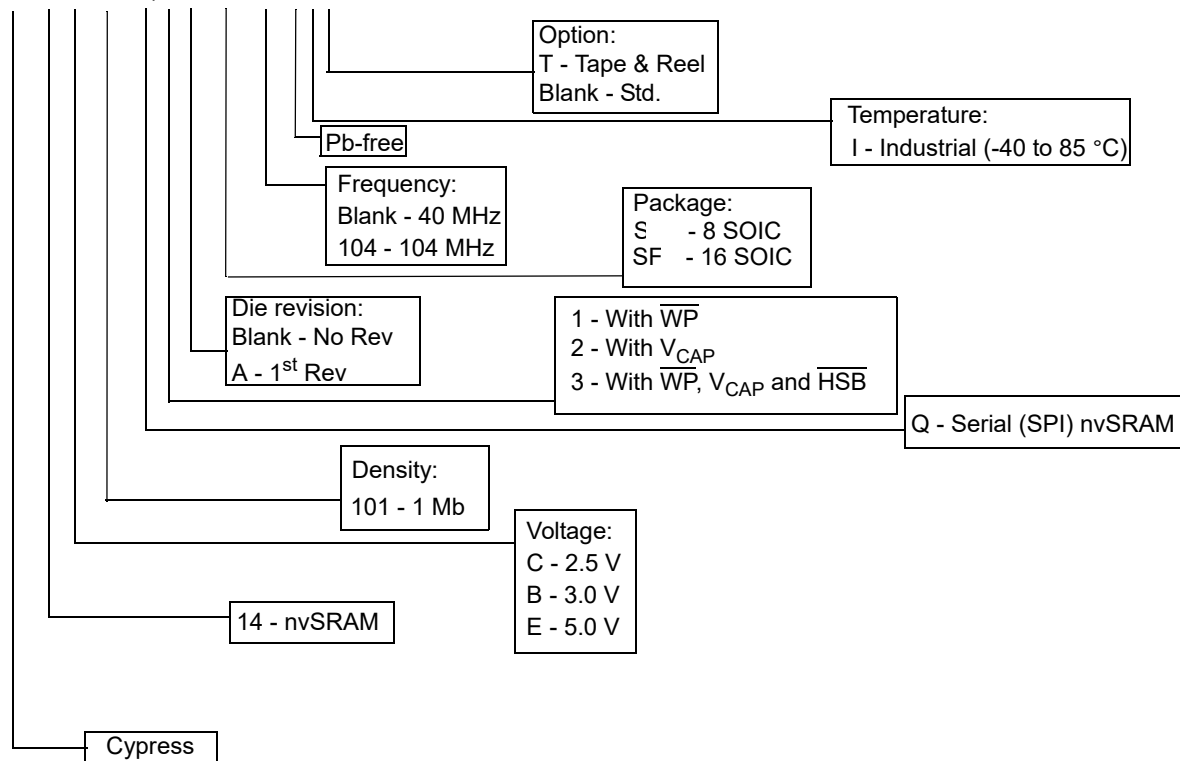 Option:
T - Tape & Reel
Blank - Std.
Temperature:
I - Industrial (-40 to 85 °C)
Pb-free
Frequency:
Blank - 40 MHz
104 - 104 MHz
Package:
S - 8 SOIC
SF - 16 SOIC
Die revision:
Blank - No Rev
A - 1st Rev
1 - With W̅P̅
2 - With VCAP
3 - With W̅P̅, VCAP and H̅S̅B̅
Q - Serial (SPI) nvSRAM
Density:
101 - 1 Mb
Voltage:
C - 2.5 V
B - 3.0 V
E - 5.0 V
14 - nvSRAM
Cypress